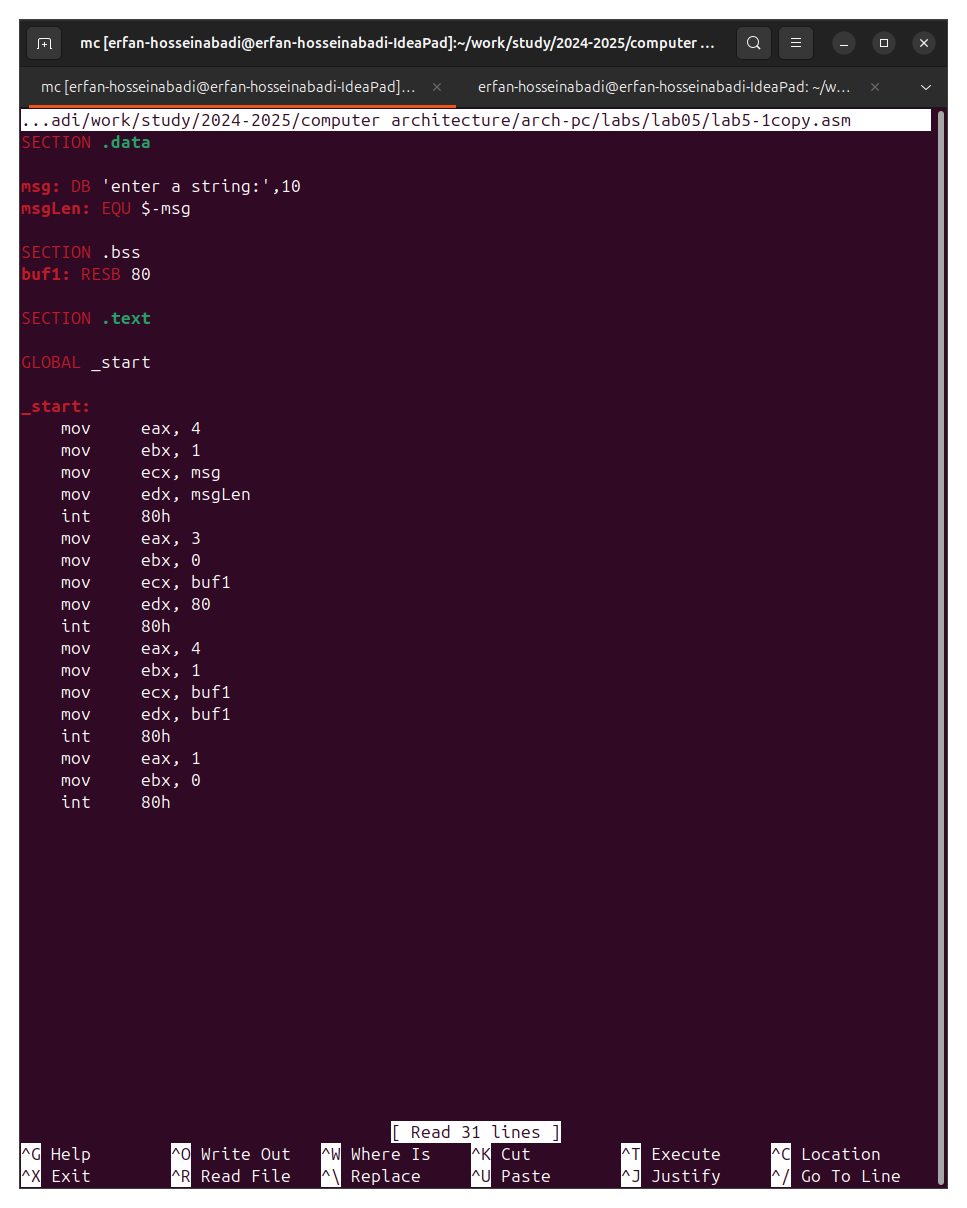 mc [erfan-hosseinabadi@erfan-hosseinabadi-IdeaPad]:~/work/study/2024-2025/computer ...
mc [erfan-hosseinabadi@erfan-hosseinabadi-IdeaPad]... × erfan-hosseinabadi@erfan-hosseinabadi-IdeaPad: ~/w... ×
...adi/work/study/2024-2025/computer architecture/arch-pc/labs/lab05/lab5-1copy.asm
SECTION .data
msg: DB 'enter a string:',10
msgLen: EQU $-msg
SECTION .bss
buf1: RESB 80
SECTION .text
GLOBAL _start
_start:
mov eax, 4
mov ebx, 1
mov ecx, msg
mov edx, msgLen
int 80h
mov eax, 3
mov ebx, 0
mov ecx, buf1
mov edx, 80
int 80h
mov eax, 4
mov ebx, 1
mov ecx, buf1
mov edx, buf1
int 80h
mov eax, 1
mov ebx, 0
int 80h
[ Read 31 lines ]
^G Help ^O Write Out ^W Where Is ^K Cut ^T Execute ^C Location
^X Exit ^R Read File ^\ Replace ^U Paste ^J Justify ^/ Go To Line